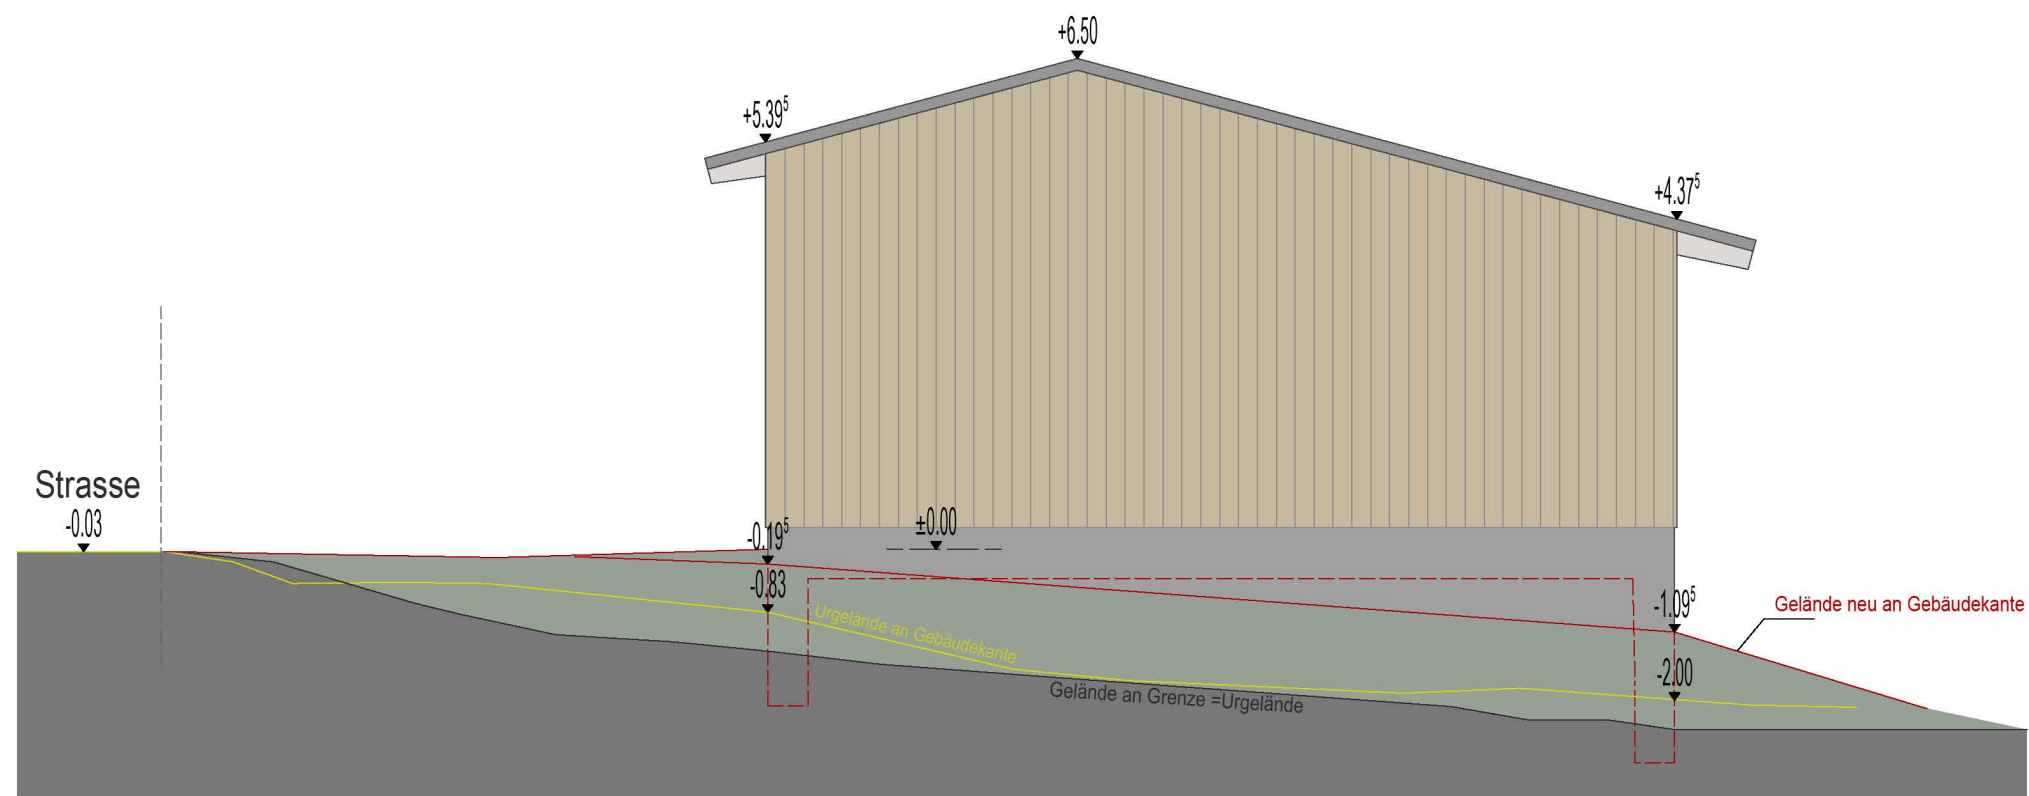 +6.50
+5.39⁵
+4.37⁵
Strasse
-0.03
-0.19⁵
±0.00
-0.83
-1.09⁵
Gelände neu an Gebäudekante
Urgelände an Gebäudekante
-2.00
Gelände an Grenze =Urgelände